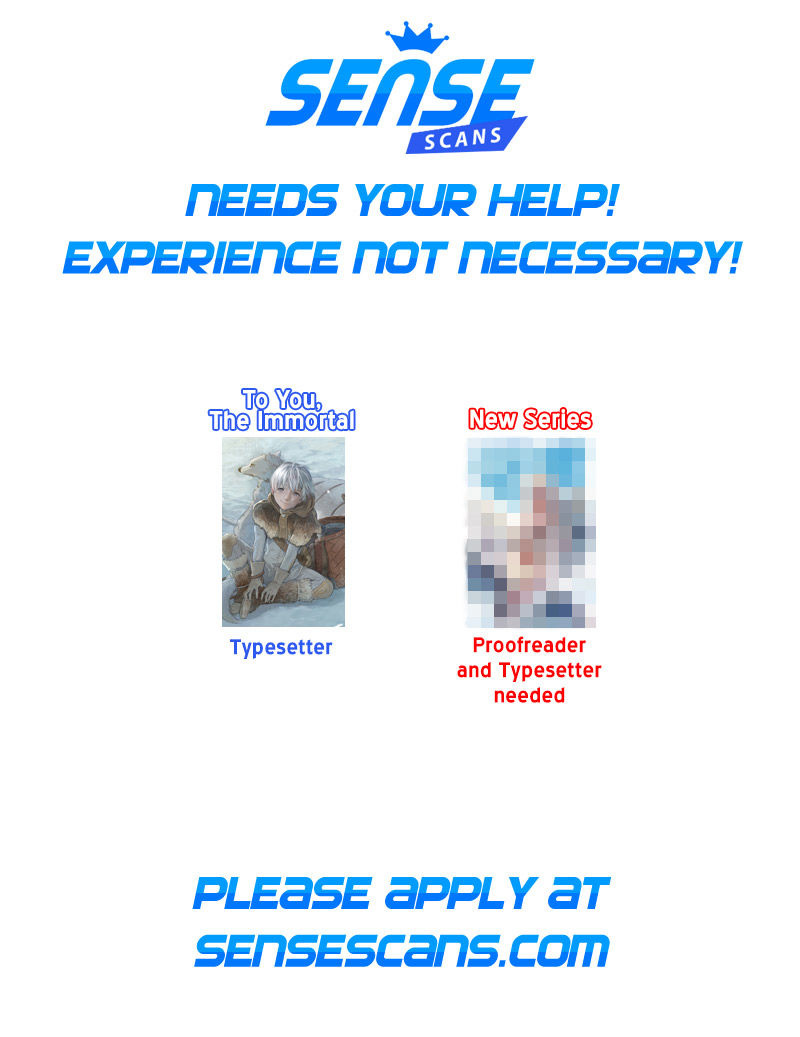 SENSE
SCANS
NEEDS YOUR HELP!
EXPERIENCE NOT NECESSARY!
To You,
The Immortal
New Series
Typesetter
Proofreader
and Typesetter
needed
PLEASE APPLY AT
SENSESCANS.COM